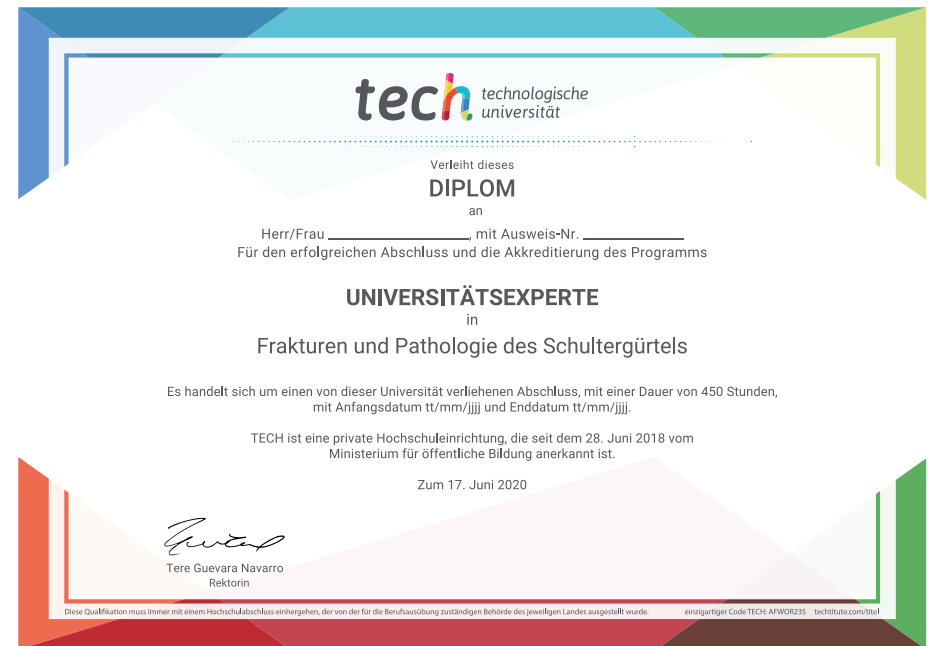 tech technologische
universität
Verleiht dieses
DIPLOM
an
Herr/Frau ____________________, mit Ausweis-Nr. ______________
Für den erfolgreichen Abschluss und die Akkreditierung des Programms
UNIVERSITÄTSEXPERTE
in
Frakturen und Pathologie des Schultergürtels
Es handelt sich um einen von dieser Universität verliehenen Abschluss, mit einer Dauer von 450 Stunden,
mit Anfangsdatum tt/mm/jjjj und Enddatum tt/mm/jjjj.
TECH ist eine private Hochschuleinrichtung, die seit dem 28. Juni 2018 vom
Ministerium für öffentliche Bildung anerkannt ist.
Zum 17. Juni 2020
Tere Guevara Navarro
Rektorin
Diese Qualifikation muss immer mit einem Hochschulabschluss einhergehen, der von der für die Berufsausübung zuständigen Behörde des jeweiligen Landes ausgestellt wurde. einzigartiger Code TECH: AFWOR23S techtitute.com/titel